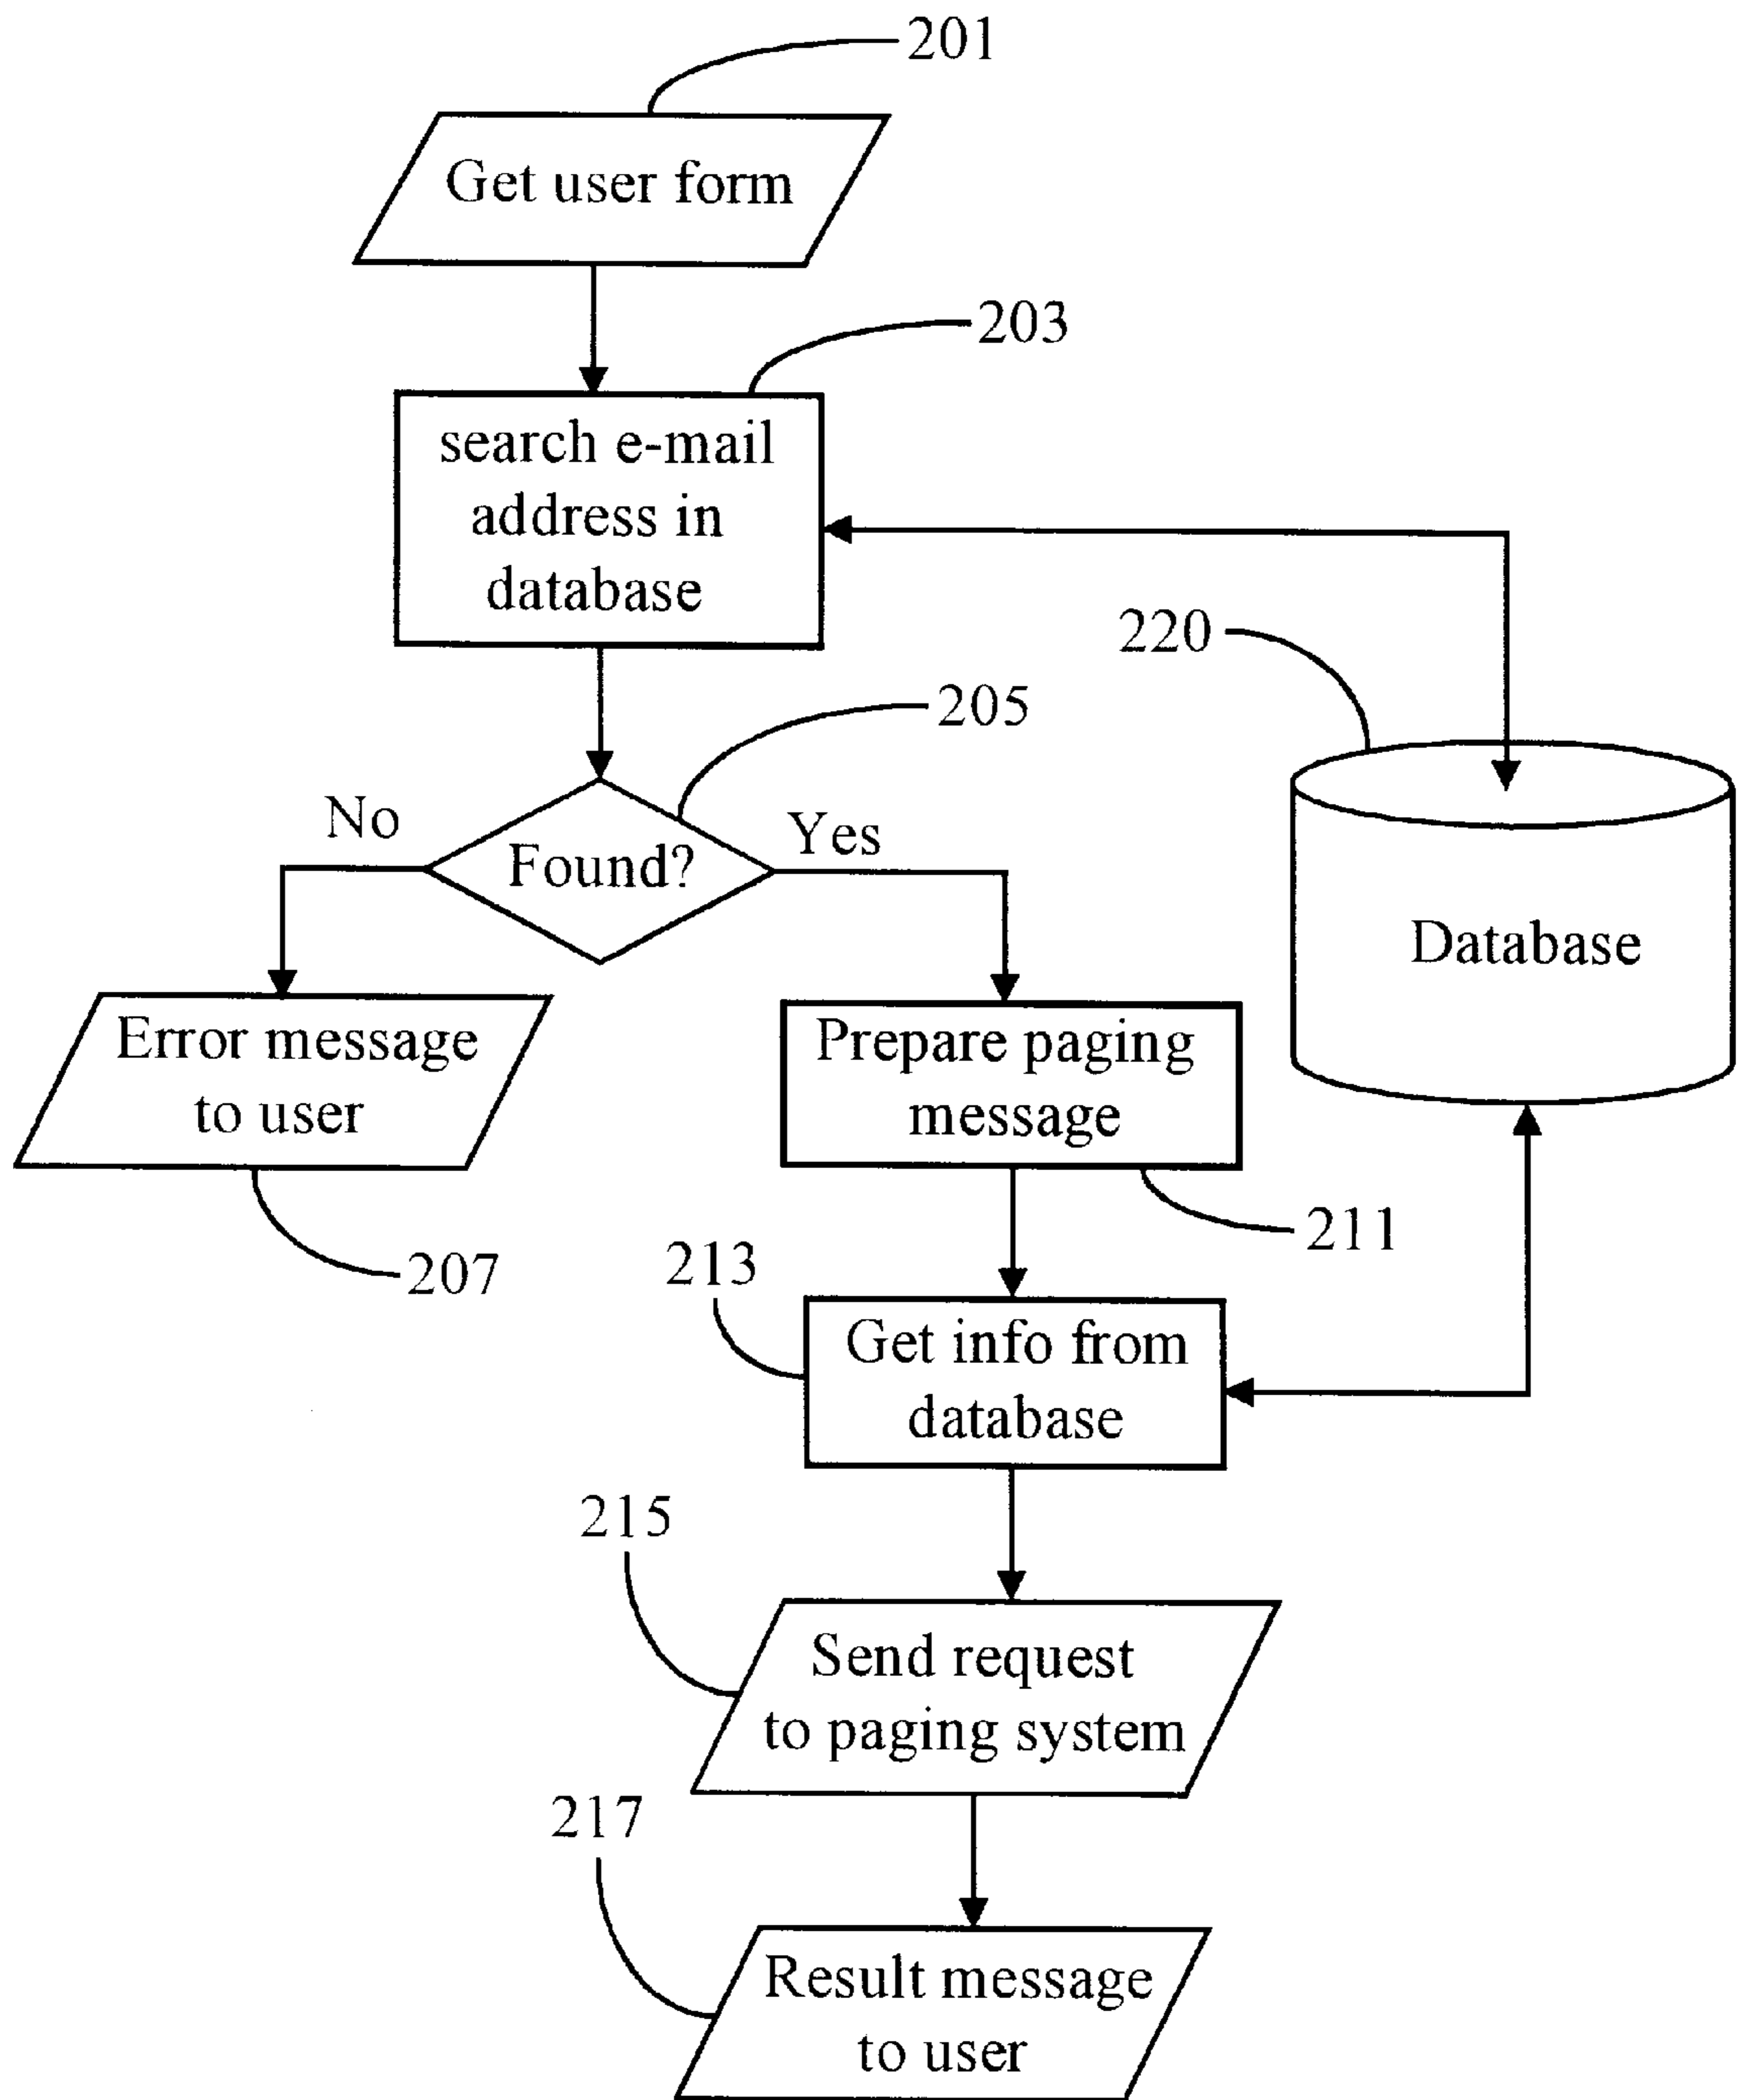 201
Get user form
203
search e-mail
address in
database
220
205
No
Yes
Found?
Database
Error message
to user
Prepare paging
message
211
207
213
Get info from
database
215
Send request
to paging system
217
Result message
to user